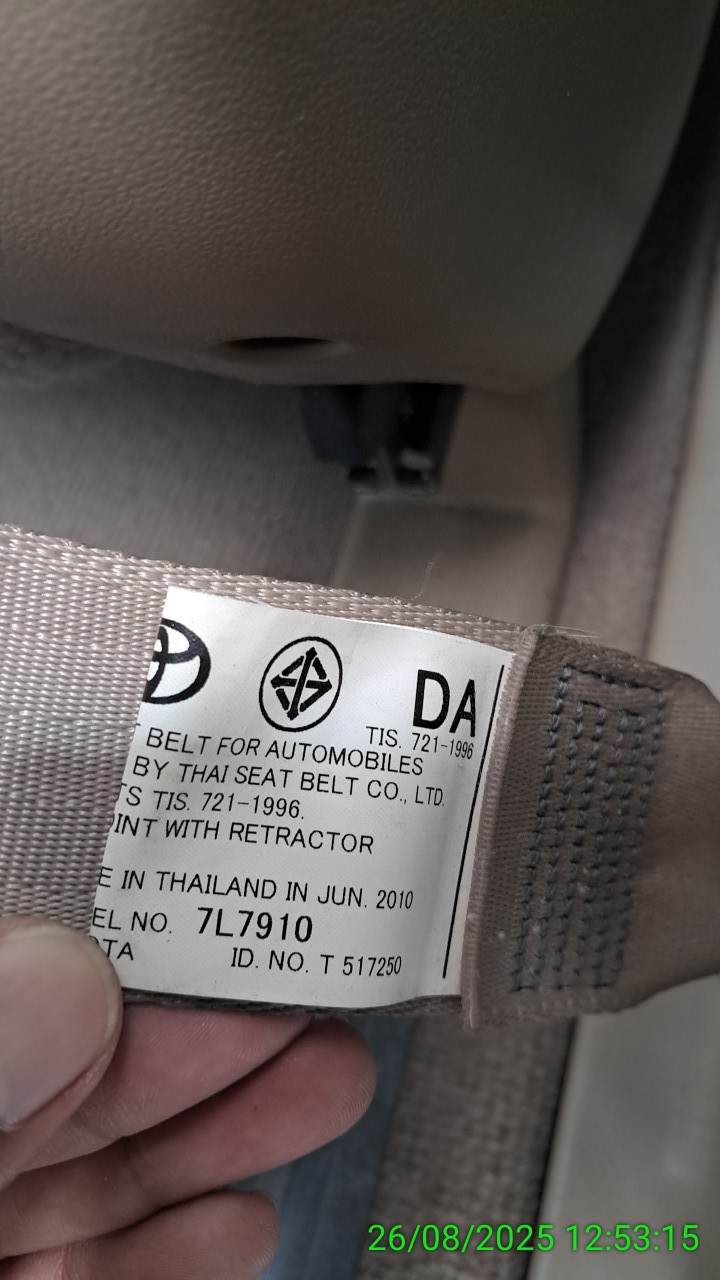 DA
TIS. 721-1996
BELT FOR AUTOMOBILES
BY THAI SEAT BELT CO., LTD.
TS TIS. 721-1996.
INT WITH RETRACTOR
E IN THAILAND IN JUN. 2010
EL NO. 7L7910
OTA ID. NO. T 517250
26/08/2025 12:53:15